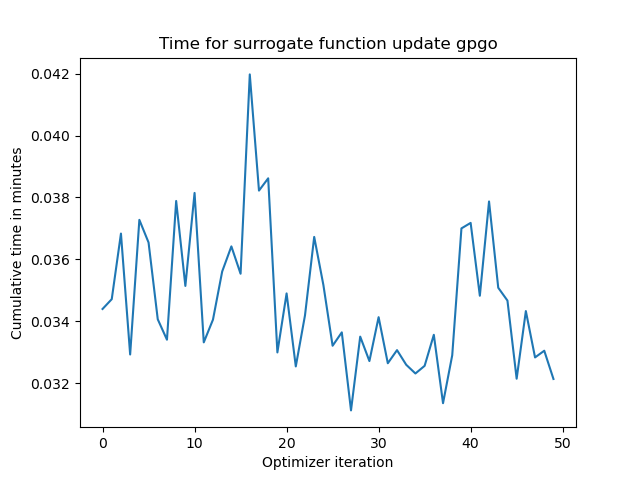 Time for surrogate function update gpgo
Cumulative time in minutes
0.042
0.040
0.038
0.036
0.034
0.032
0 10 20 30 40 50
Optimizer iteration